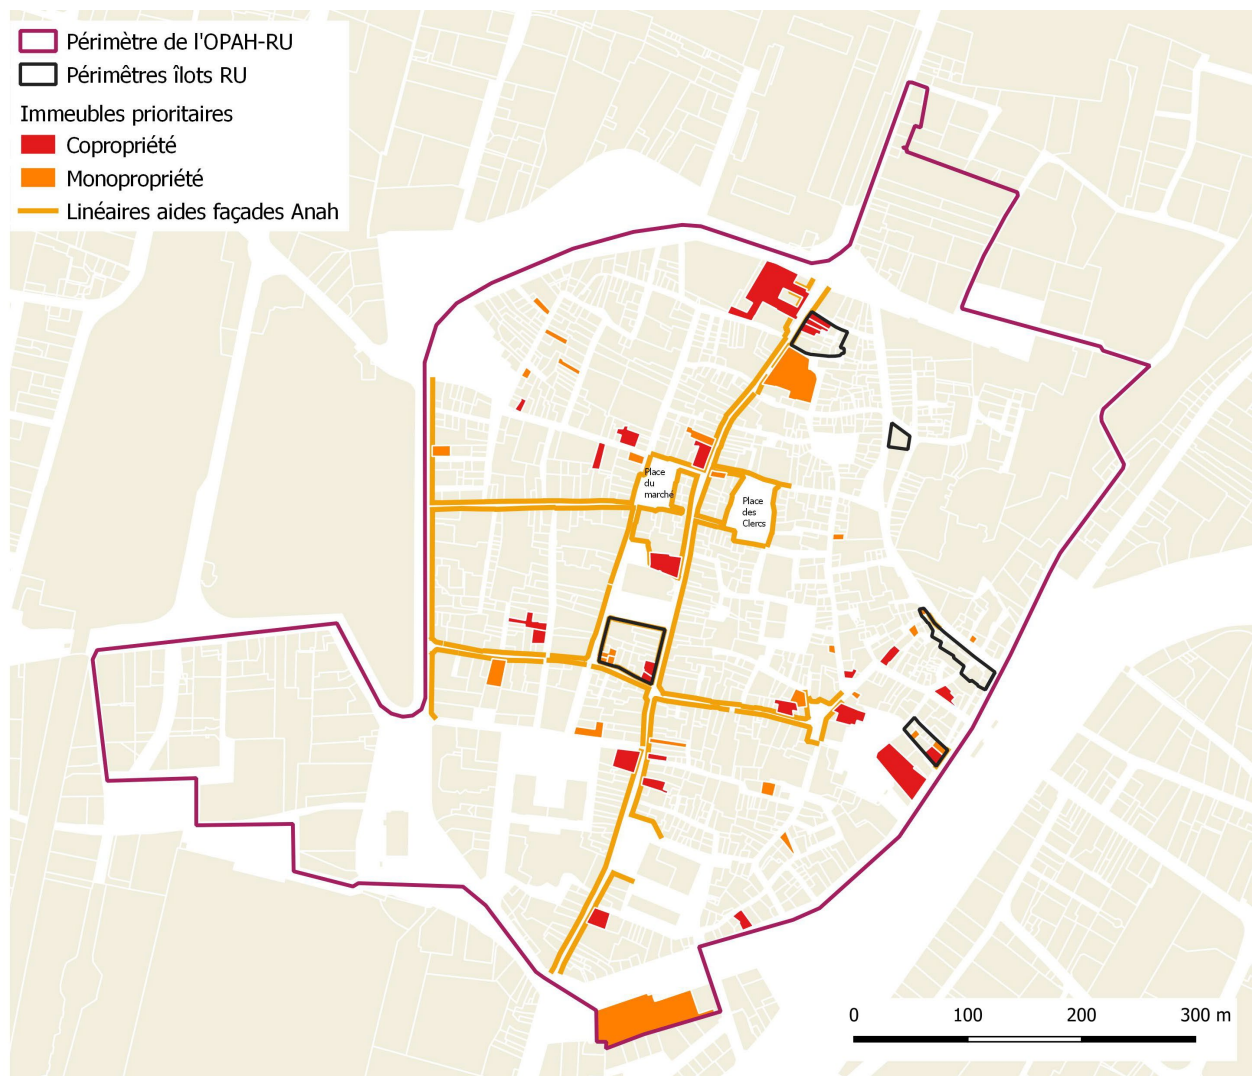 Périmètre de l'OPAH-RU
Périmêtres îlots RU
Immeubles prioritaires
Copropriété
Monopropriété
Linéaires aides façades Anah
Place
du
marché
Place
des
Clercs
0 100 200 300 m